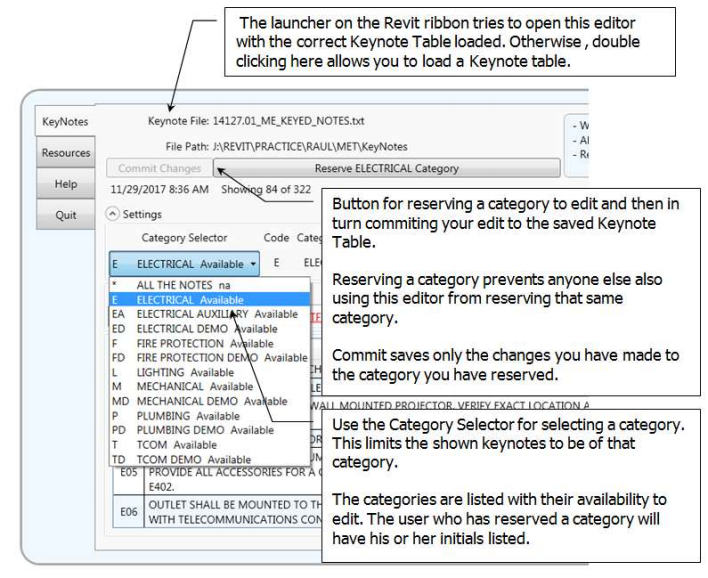 The launcher on the Revit ribbon tries to open this editor
with the correct Keynote Table loaded. Otherwise , double
clicking here allows you to load a Keynote table.
KeyNotes
Resources
Help
Quit
Keynote File: 14127.01_ME_KEYED_NOTES.txt
File Path: J:\REVIT\PRACTICE\RAUL\MET\KeyNotes
- W
- Al
- Re
Commit Changes
Reserve ELECTRICAL Category
11/29/2017 8:36 AM Showing 84 of 322
Settings
Category Selector Code Categ
E ELECTRICAL Available E ELE
* ALL THE NOTES na
E ELECTRICAL Available
EA ELECTRICAL AUXILIARY Available
ED ELECTRICAL DEMO Available
F FIRE PROTECTION Available
FD FIRE PROTECTION DEMO Available
L LIGHTING Available
M MECHANICAL Available
MD MECHANICAL DEMO Available
P PLUMBING Available
PD PLUMBING DEMO Available
T TCOM Available
TD TCOM DEMO Available
WALL MOUNTED PROJECTOR. VERIFY EXACT LOCATION A
E05 PROVIDE ALL ACCESSORIES FOR A C
E402.
E06 OUTLET SHALL BE MOUNTED TO TH
WITH TELECOMMUNICATIONS CON
Button for reserving a category to edit and then in
turn commiting your edit to the saved Keynote
Table.
Reserving a category prevents anyone else also
using this editor from reserving that same
category.
Commit saves only the changes you have made to
the category you have reserved.
Use the Category Selector for selecting a category.
This limits the shown keynotes to be of that
category.
The categories are listed with their availability to
edit. The user who has reserved a category will
have his or her initials listed.